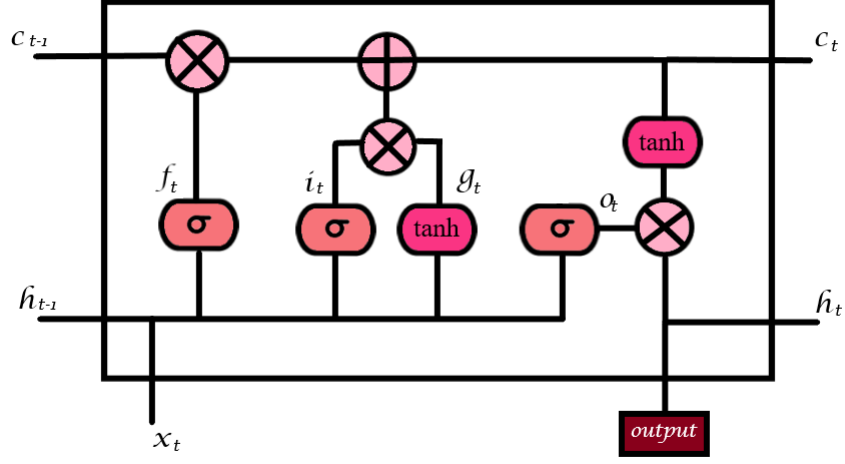 c t-1
c t
tanh
f t
i t
g t
o t
σ
σ
tanh
σ
h t-1
h t
x t
output